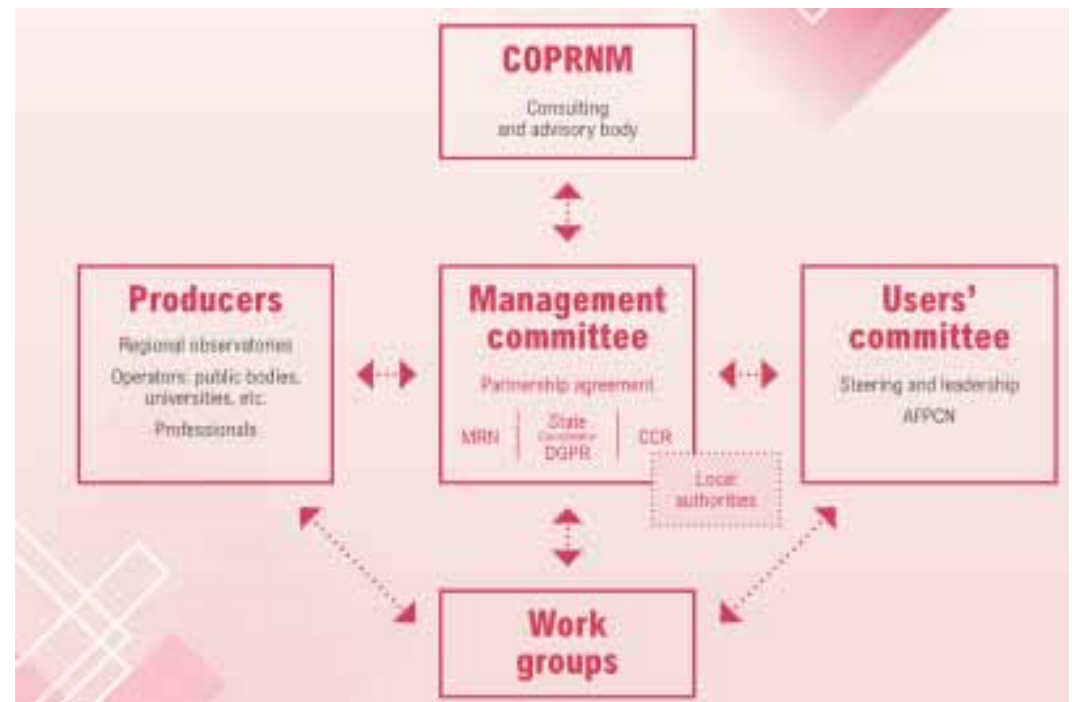 COPRNM
Consulting
and advisory body
Producers
Regional observatories
Operators: public bodies,
universities, etc.
Professionals
Management
committee
Partnership agreement
MRN
State
DGPR
CCR
Local
authorities
Users'
committee
Steering and leadership
AFPCN
Work
groups